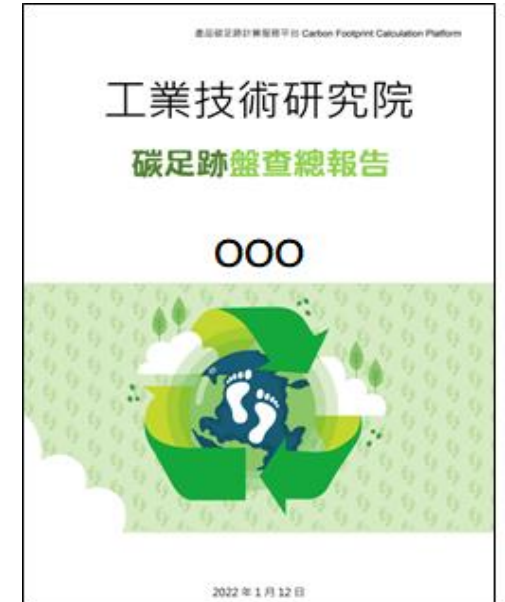 產品碳足跡計算服務平台 Carbon Footprint Calculation Platform
工業技術研究院
碳足跡盤查總報告
OOO
2022 年 1 月 12 日